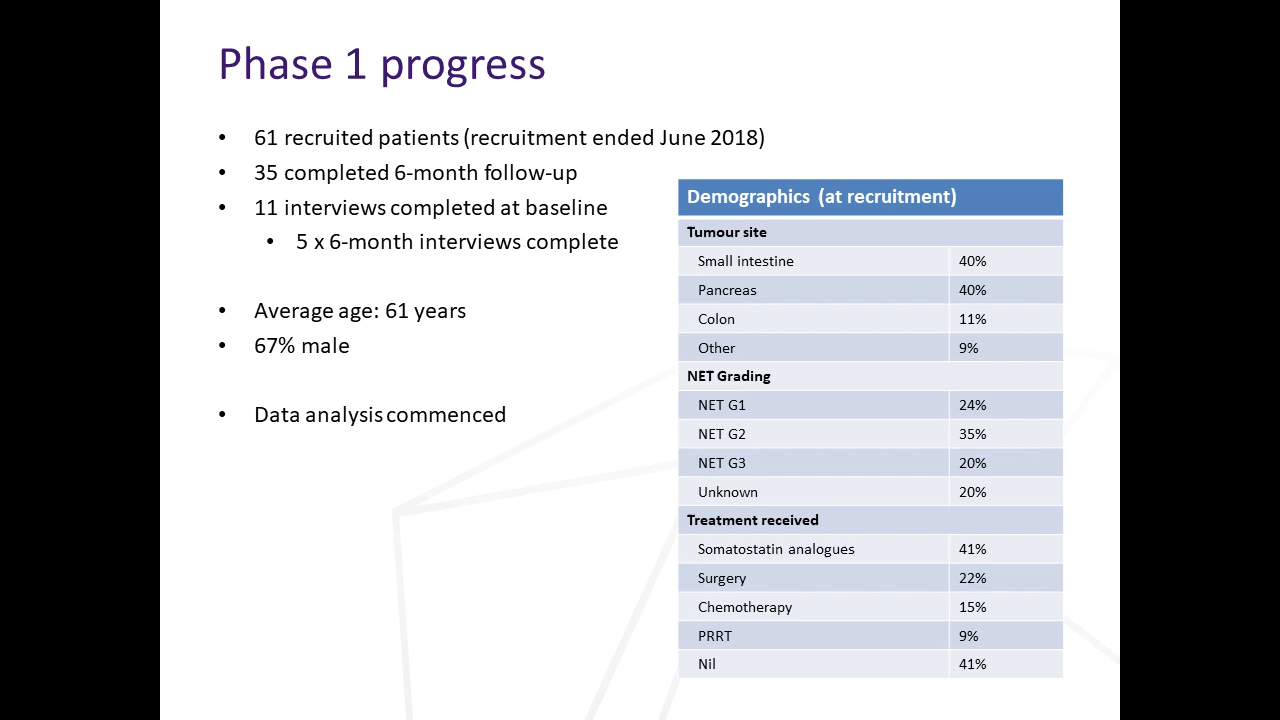 Phase 1 progress
• 61 recruited patients (recruitment ended June 2018)
• 35 completed 6-month follow-up
• 11 interviews completed at baseline
• 5 x 6-month interviews complete
• Average age: 61 years
• 67% male
• Data analysis commenced
Demographics (at recruitment)
Tumour site
Small intestine 40%
Pancreas 40%
Colon 11%
Other 9%
NET Grading
NET G1 24%
NET G2 35%
NET G3 20%
Unknown 20%
Treatment received
Somatostatin analogues 41%
Surgery 22%
Chemotherapy 15%
PRRT 9%
Nil 41%